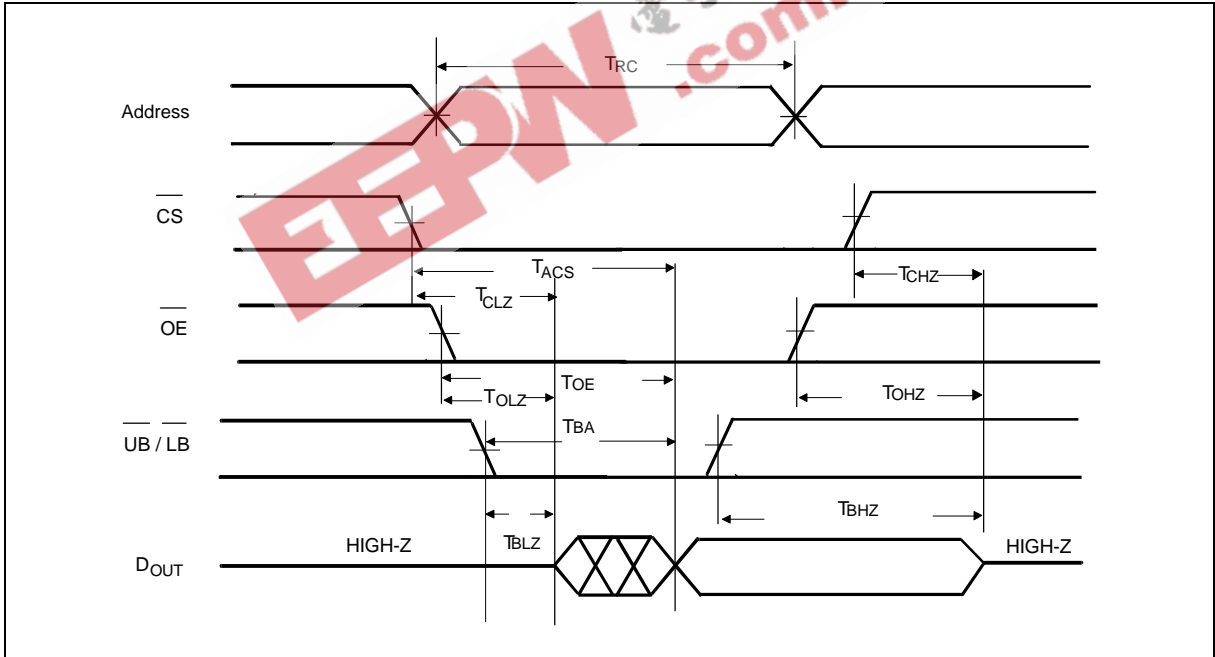 EEPW
.com
TRC
Address
CS
TACS
TCHZ
TCLZ
OE
TOE
TOLZ
TOHZ
TBA
UB / LB
TBHZ
HIGH-Z
TBLZ
HIGH-Z
DOUT